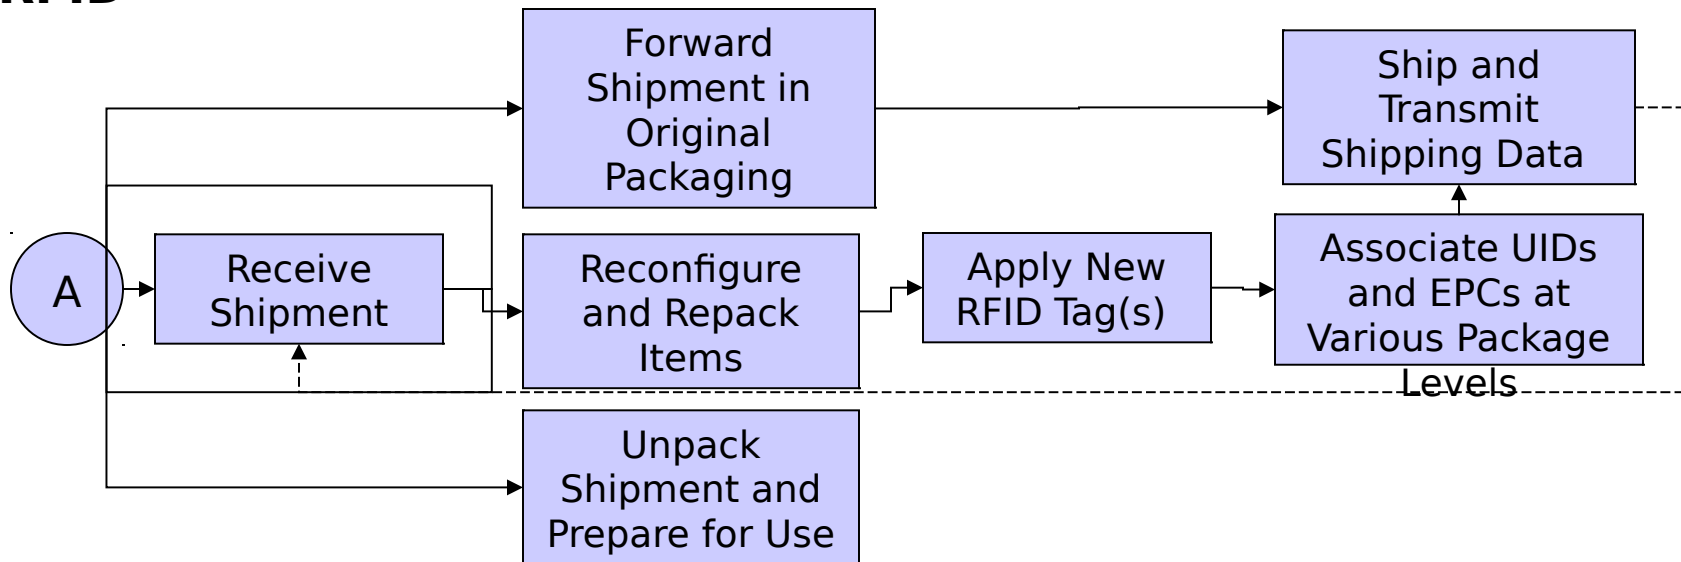 RFID
Forward
Shipment in
Original
Packaging
Ship and
Transmit
Shipping Data
A
Receive
Shipment
Reconfigure
and Repack
Items
Apply New
RFID Tag(s)
Associate UIDs
and EPCs at
Various Package
Levels
Unpack
Shipment and
Prepare for Use